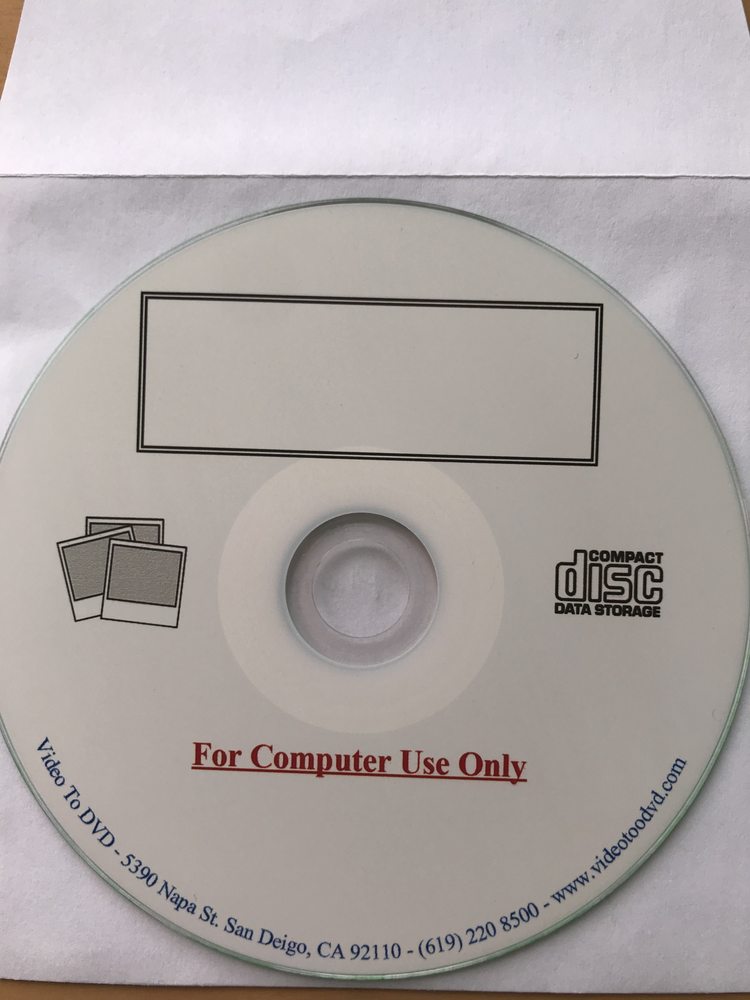 COMPACT
disc
DATA STORAGE
For Computer Use Only
Video To DVD - 5390 Napa St. San Deigo, CA 92110 - (619) 220 8500 - www.videotoodvd.com